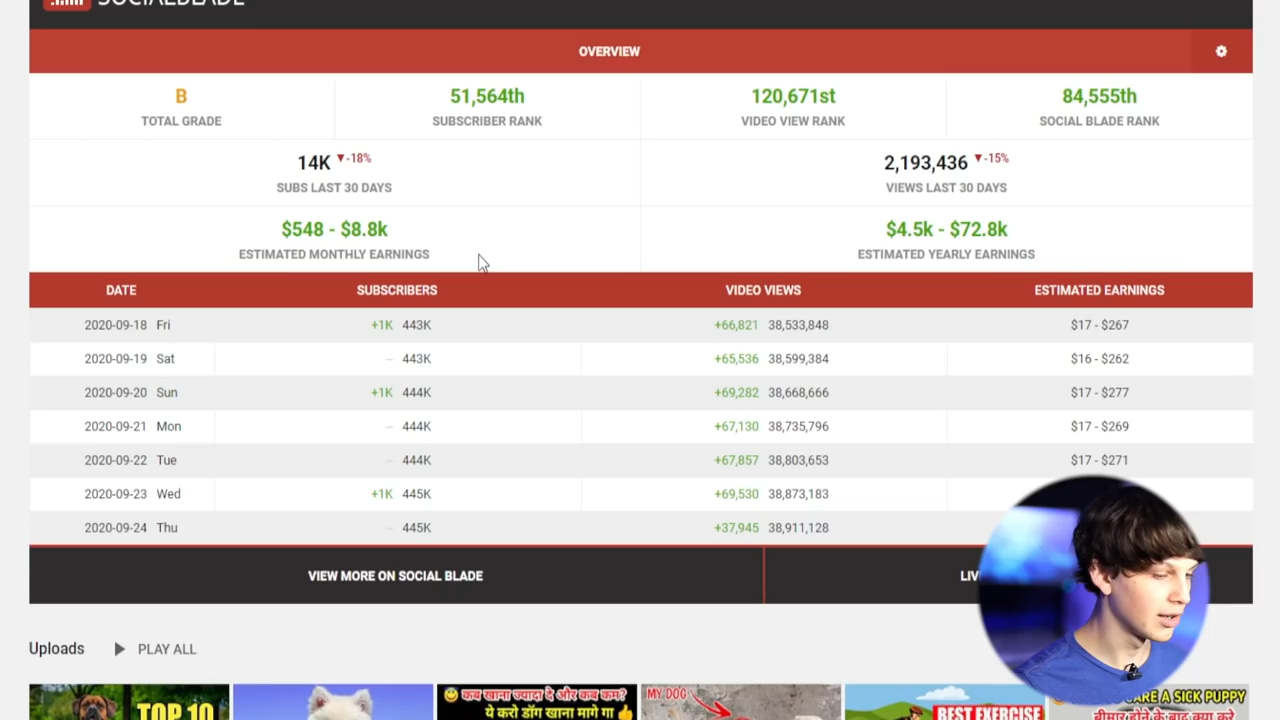 SOCIALBLADE
OVERVIEW
B 51,564th 120,671st 84,555th
TOTAL GRADE SUBSCRIBER RANK VIDEO VIEW RANK SOCIAL BLADE RANK
14K -18% 2,193,436 -15%
SUBS LAST 30 DAYS VIEWS LAST 30 DAYS
$548 - $8.8k $4.5k - $72.8k
ESTIMATED MONTHLY EARNINGS ESTIMATED YEARLY EARNINGS
DATE SUBSCRIBERS VIDEO VIEWS ESTIMATED EARNINGS
2020-09-18 Fri +1K 443K +66,821 38,533,848 $17 - $267
2020-09-19 Sat – 443K +65,536 38,599,384 $16 - $262
2020-09-20 Sun +1K 444K +69,282 38,668,666 $17 - $277
2020-09-21 Mon – 444K +67,130 38,735,796 $17 - $269
2020-09-22 Tue – 444K +67,857 38,803,653 $17 - $271
2020-09-23 Wed +1K 445K +69,530 38,873,183
2020-09-24 Thu – 445K +37,945 38,911,128
VIEW MORE ON SOCIAL BLADE
Uploads PLAY ALL
कब खाना ज्यादा दे और कब कम? MY DOG A SICK PUPPY
TOP 10 ये करो डॉग खाना मागे गा BEST EXERCISE